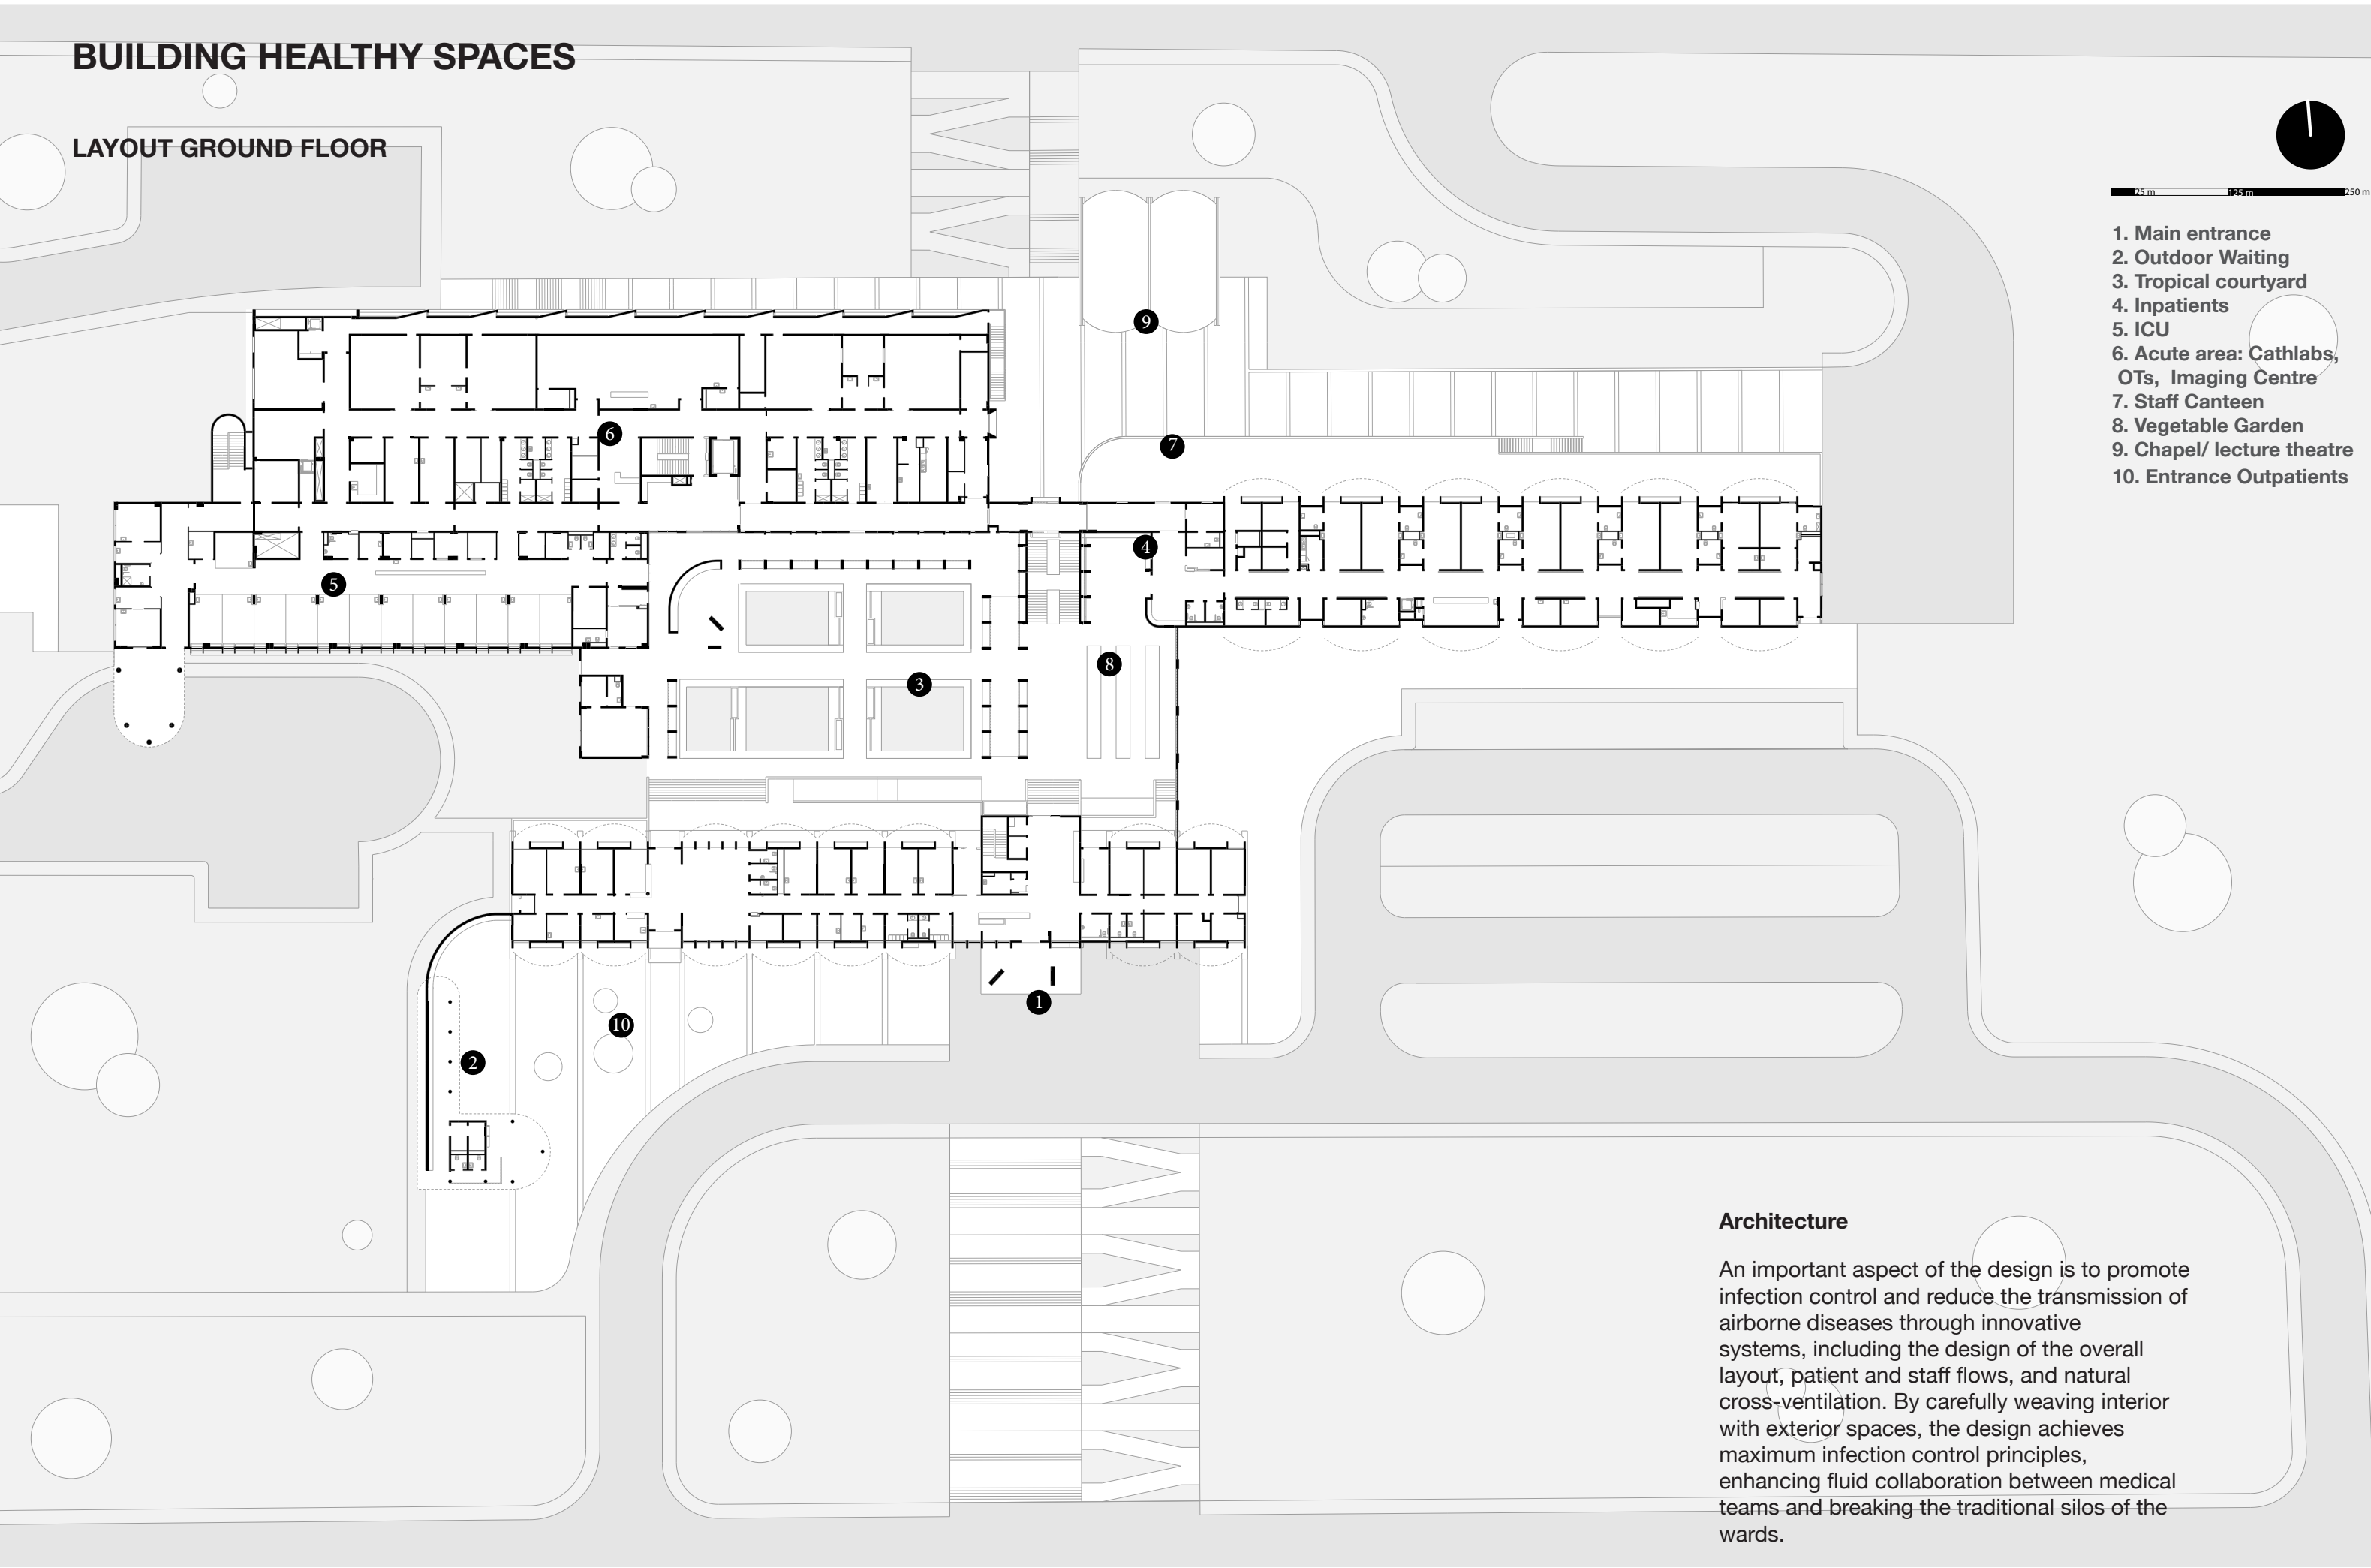 BUILDING HEALTHY SPACES
LAYOUT GROUND FLOOR
25 m 125 m 250 m
1. Main entrance
2. Outdoor Waiting
3. Tropical courtyard
4. Inpatients
5. ICU
6. Acute area: Cathlabs,
OTs, Imaging Centre
7. Staff Canteen
8. Vegetable Garden
9. Chapel/ lecture theatre
10. Entrance Outpatients
9
6
7
4
5
8
3
1
10
2
Architecture
An important aspect of the design is to promote
infection control and reduce the transmission of
airborne diseases through innovative
systems, including the design of the overall
layout, patient and staff flows, and natural
cross-ventilation. By carefully weaving interior
with exterior spaces, the design achieves
maximum infection control principles,
enhancing fluid collaboration between medical
teams and breaking the traditional silos of the
wards.